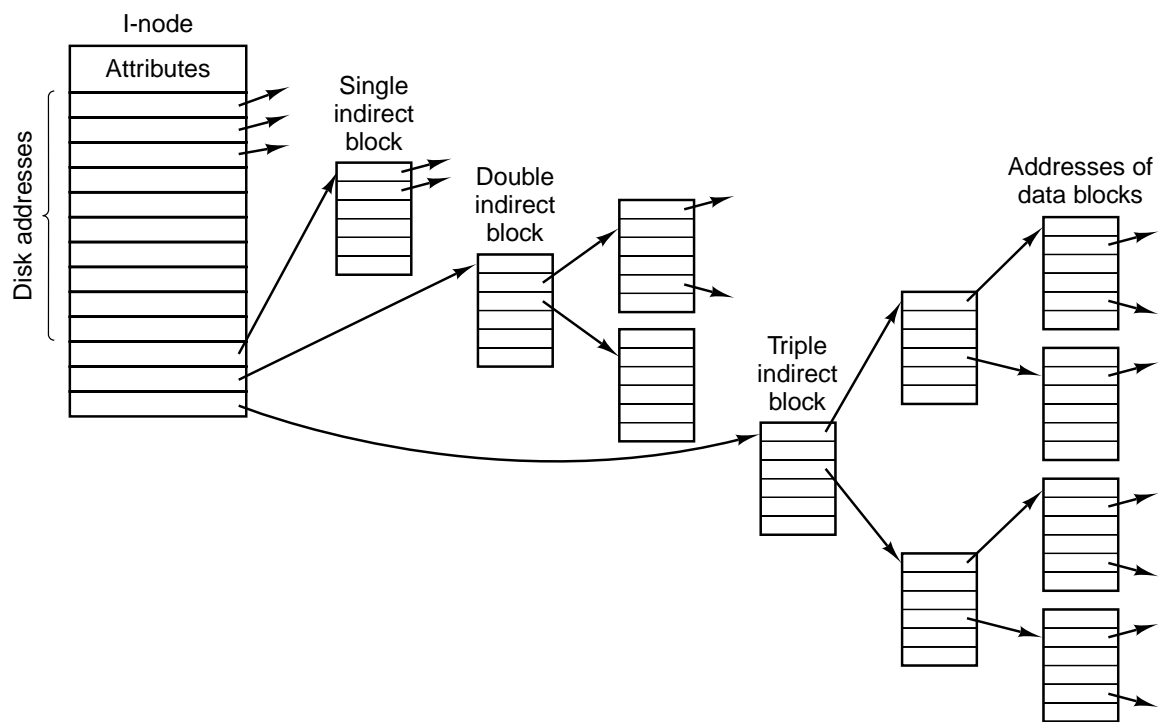 I-node
Attributes
Disk addresses
Single
indirect
block
Double
indirect
block
Triple
indirect
block
Addresses of
data blocks